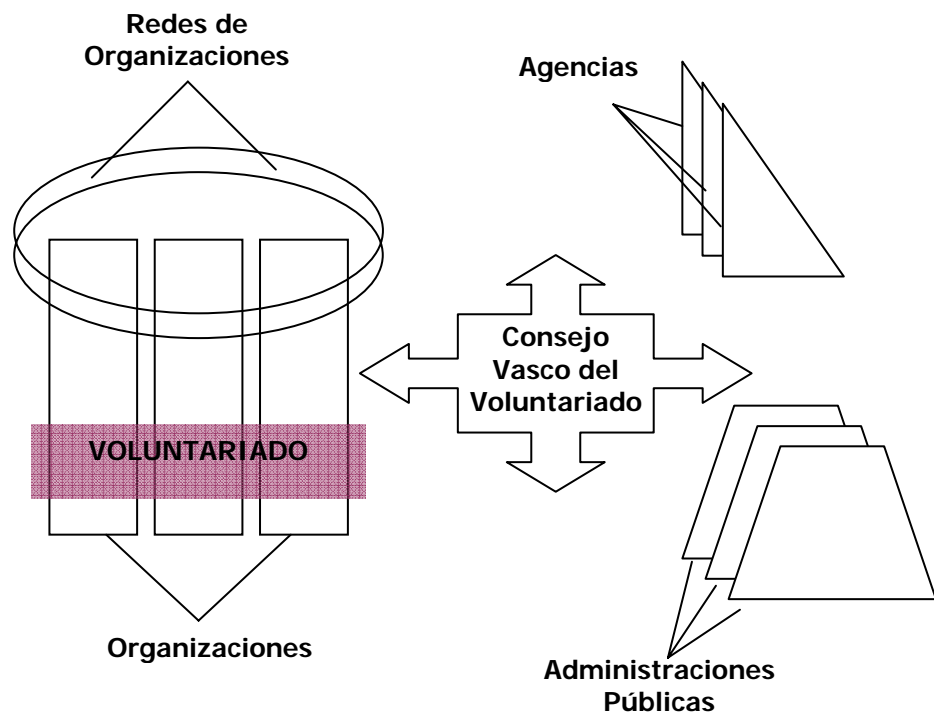 Redes de
Organizaciones
Agencias
Consejo
Vasco del
Voluntariado
VOLUNTARIADO
Organizaciones
Administraciones
Públicas